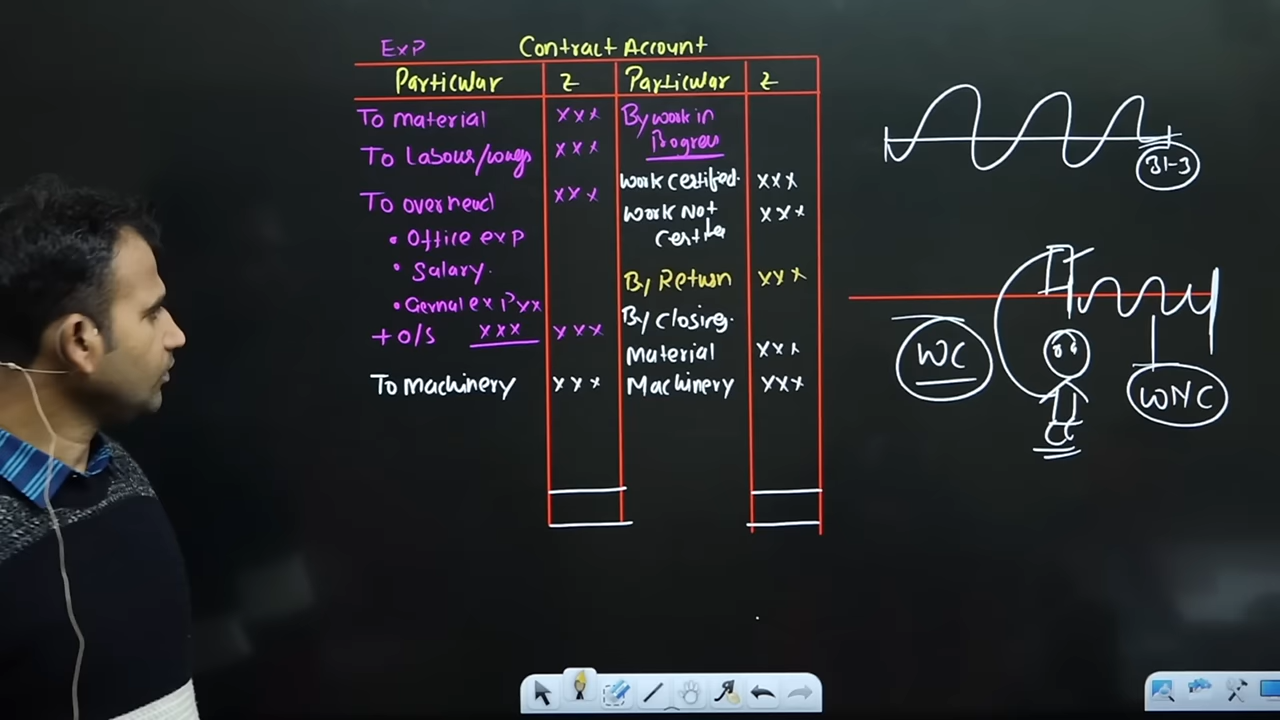 Exp
Contract Account
Particular ₹ Particular ₹
To material xxx By work in
Progress
To Labour/wages xxx
work certified. xxx
To overhead xxx
work Not xxx
• Office exp
• Salary.
By Return xxx
• Gernal exp xx
+ O/S xxx xxx By closing.
Material xxx
To machinery xxx Machinery xxx
31-3
WC
WNC